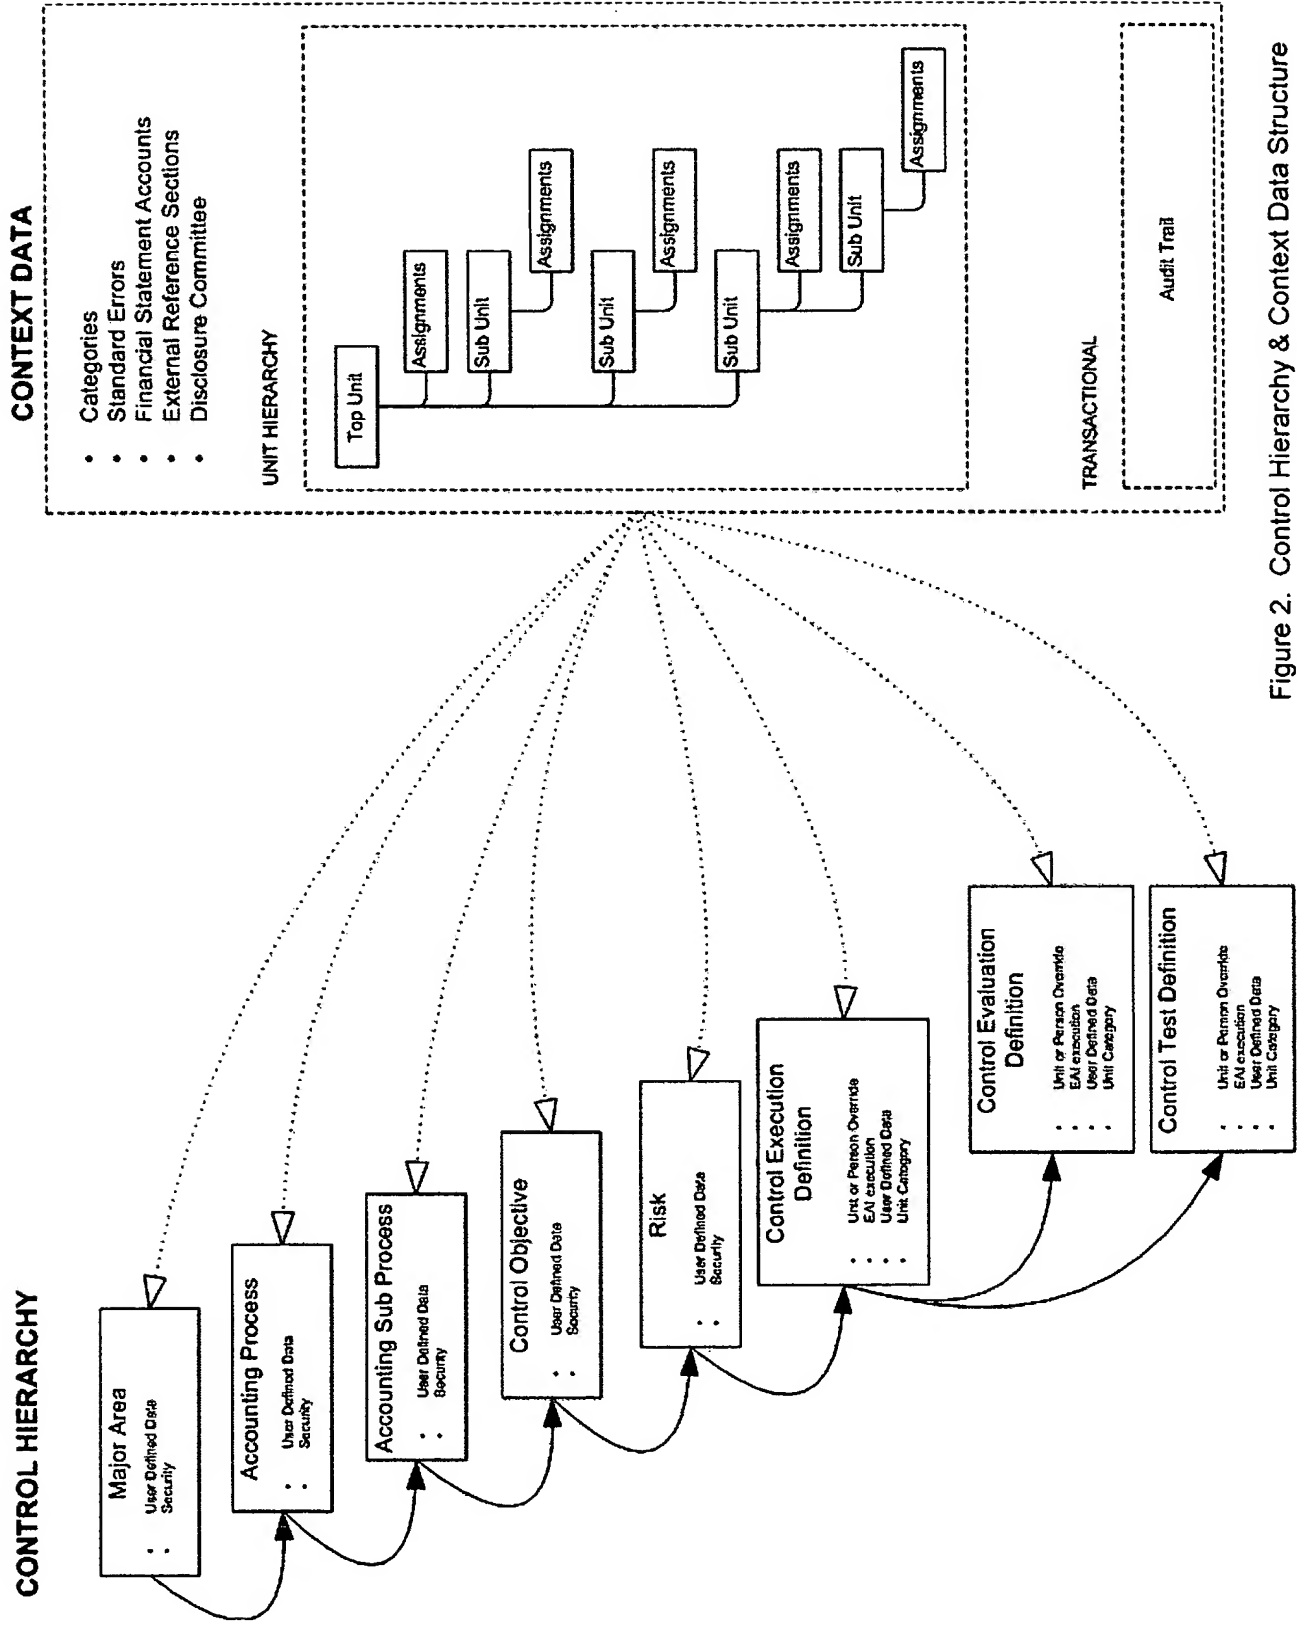 CONTROL HIERARCHY
Major Area
• User Defined Data
• Security
Accounting Process
• User Defined Data
• Security
Accounting Sub Process
• User Defined Data
• Security
Control Objective
• User Defined Data
• Security
Risk
• User Defined Data
• Security
Control Execution
Definition
• Unit or Person Override
• EAI execution
• User Defined Data
• Unit Category
Control Evaluation
Definition
• Unit or Person Override
• EAI execution
• User Defined Data
• Unit Category
Control Test Definition
• Unit or Person Override
• EAI execution
• User Defined Data
• Unit Category
CONTEXT DATA
• Categories
• Standard Errors
• Financial Statement Accounts
• External Reference Sections
• Disclosure Committee
UNIT HIERARCHY
Top Unit
Assignments
Sub Unit
Assignments
Sub Unit
Assignments
Sub Unit
Assignments
Sub Unit
Assignments
TRANSACTIONAL
Audit Trail
Figure 2. Control Hierarchy & Context Data Structure